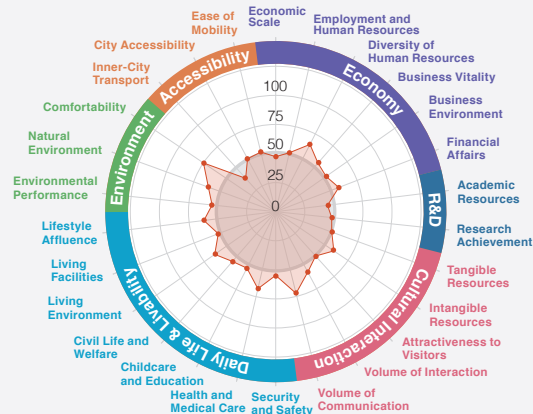 Economic
Scale
Employment and
Human Resources
Diversity of
Human Resources
Business Vitality
Business
Environment
Financial
Affairs
Academic
Resources
Research
Achievement
Tangible
Resources
Intangible
Resources
Attractiveness to
Visitors
Volume of Interaction
Volume of
Communication
Security
and Safety
Health and
Medical Care
Childcare
and Education
Civil Life and
Welfare
Living
Environment
Living
Facilities
Lifestyle
Affluence
Environmental
Performance
Natural
Environment
Comfortability
Inner-City
Transport
City Accessibility
Ease of
Mobility
Economy
R&D
Cultural Interaction
Daily Life & Livability
Environment
Accessibility
100
75
50
25
0